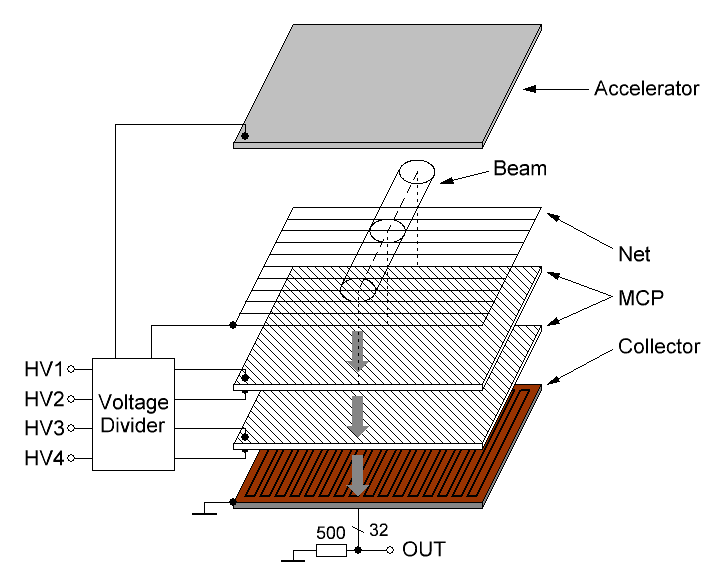 Accelerator
Beam
Net
MCP
Collector
HV1
HV2
HV3
HV4
Voltage
Divider
500
32
OUT